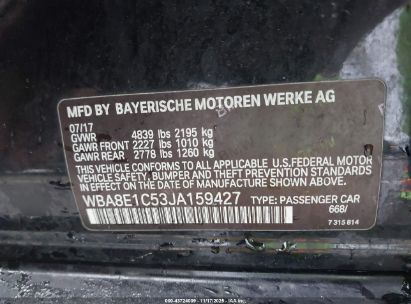 MFD BY BAYERISCHE MOTOREN WERKE AG
07/17
GVWR 4839 lbs 2195 kg
GAWR FRONT 2227 lbs 1010 kg
GAWR REAR 2778 lbs 1260 kg
THIS VEHICLE CONFORMS TO ALL APPLICABLE U.S.FEDERAL MOTOR
VEHICLE SAFETY, BUMPER AND THEFT PREVENTION
STANDARDS IN EFFECT ON THE DATE OF MANUFACTURE SHOWN ABOVE.
WBA8E1C53JA159427 TYPE: PASSENGER CAR
668/
7 315 814